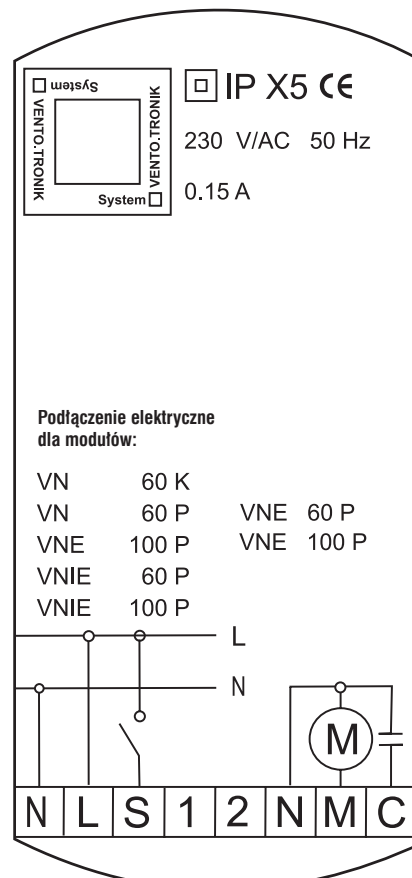 System
VENTO.TRONIK
VENTO.TRONIK
System
IP X5 CE
230 V/AC 50 Hz
0.15 A
Podłączenie elektryczne
dla modułów:
VN 60 K
VN 60 P VNE 60 P
VNE 100 P VNE 100 P
VNIE 60 P
VNIE 100 P
L
N
M
N L S 1 2 N M C